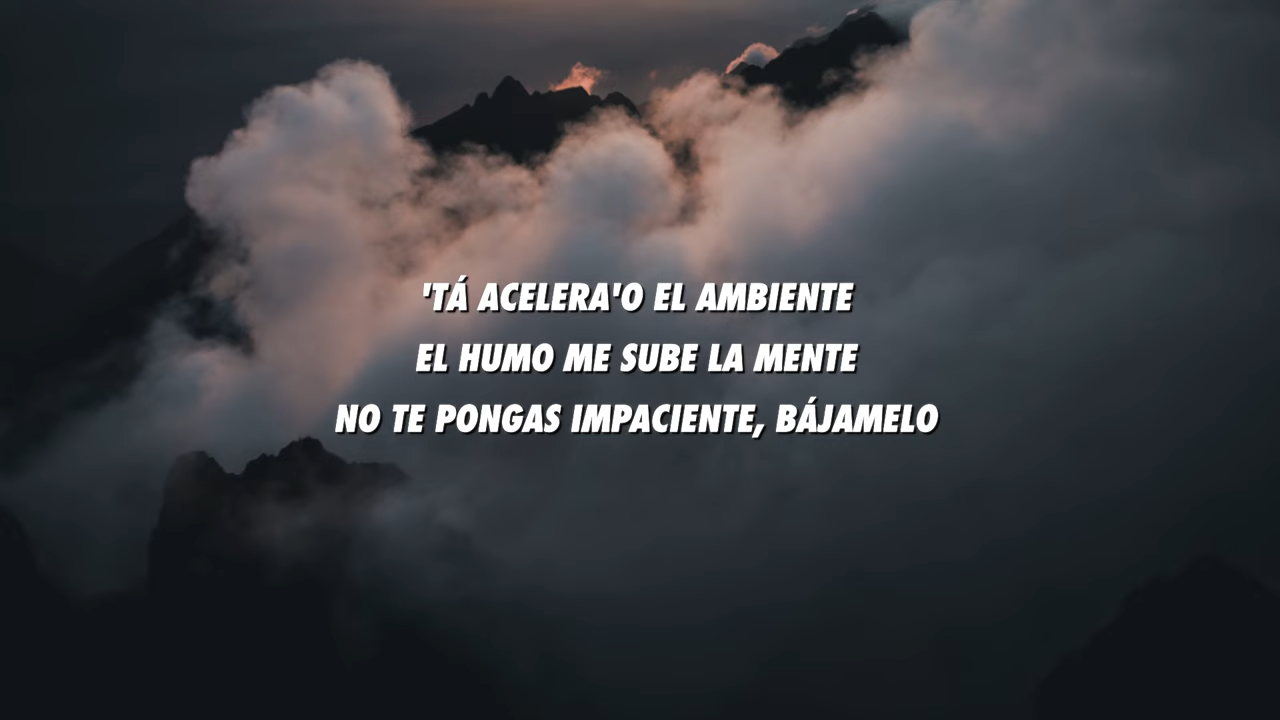 'TÁ ACELERA'O EL AMBIENTE
EL HUMO ME SUBE LA MENTE
NO TE PONGAS IMPACIENTE, BÁJAMELO